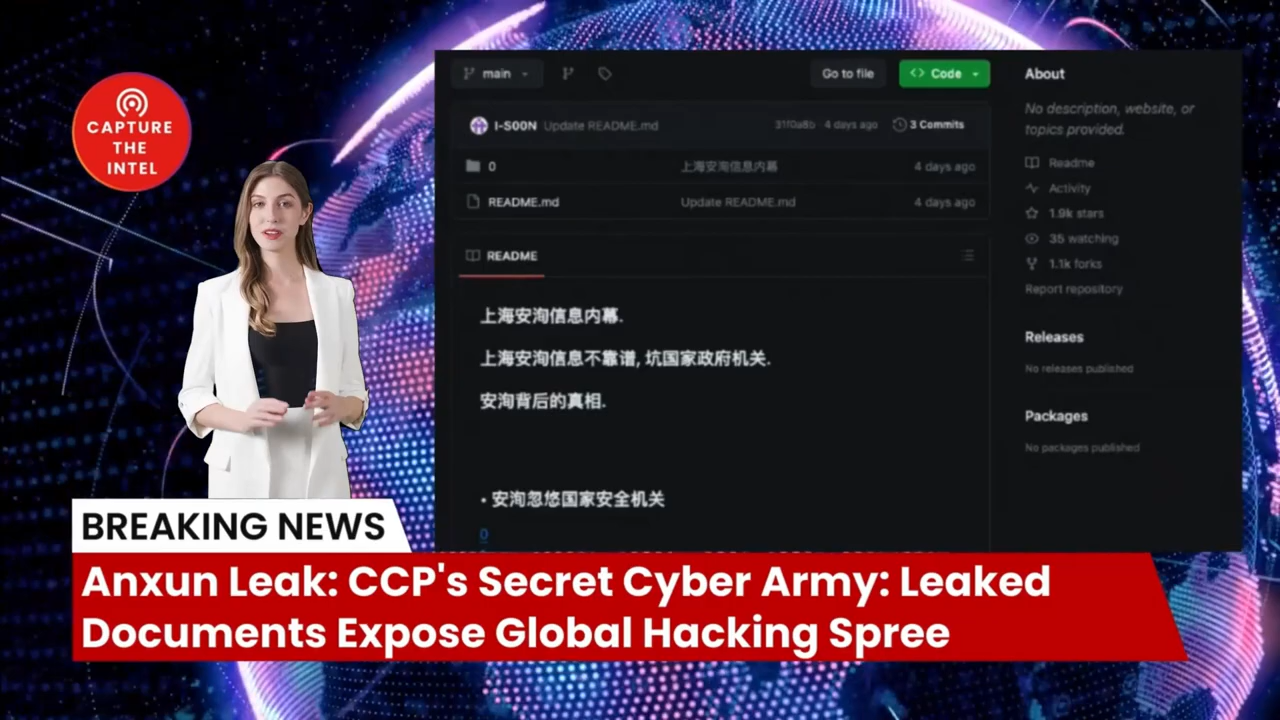 CAPTURE
THE
INTEL
main
Go to file
Code
About
No description, website, or
topics provided.
I-S00N Update README.md 31f0a8b · 4 days ago 3 Commits
0 上海安洵信息内幕 4 days ago
README.md Update README.md 4 days ago
Readme
Activity
1.9k stars
35 watching
1.1k forks
Report repository
README
上海安洵信息内幕.
上海安洵信息不靠谱, 坑国家政府机关.
安洵背后的真相.
• 安洵忽悠国家安全机关
0
Releases
No releases published
Packages
No packages published
BREAKING NEWS
Anxun Leak: CCP's Secret Cyber Army: Leaked
Documents Expose Global Hacking Spree